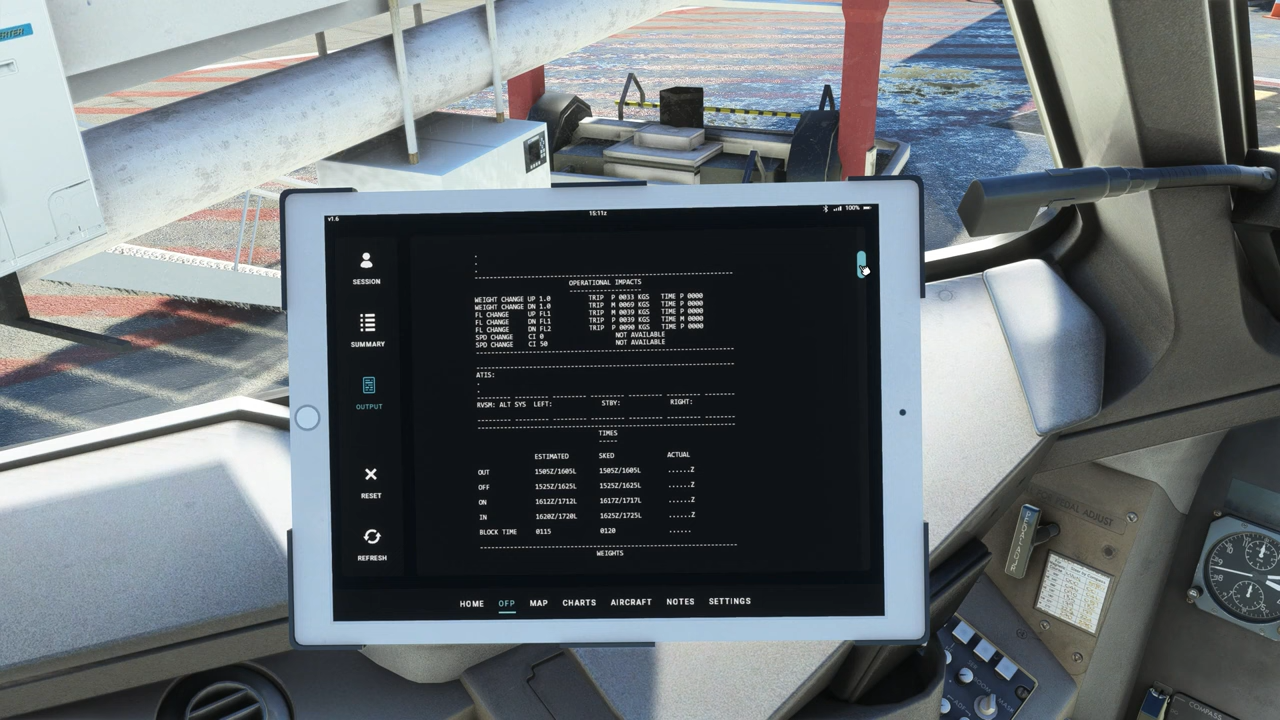 RTER
v1.6 15:11z 100%
SESSION
SUMMARY
OUTPUT
RESET
REFRESH
:
:
OPERATIONAL IMPACTS
WEIGHT CHANGE UP 1.0 TRIP P 0033 KGS TIME P 0000
WEIGHT CHANGE DN 1.0 TRIP M 0069 KGS TIME P 0000
FL CHANGE UP FL1 TRIP M 0039 KGS TIME P 0000
FL CHANGE DN FL1 TRIP P 0039 KGS TIME M 0000
FL CHANGE DN FL2 TRIP P 0090 KGS TIME P 0000
SPD CHANGE CI 0 NOT AVAILABLE
SPD CHANGE CI 50 NOT AVAILABLE
ATIS:
:
RVSM: ALT SYS LEFT: STBY: RIGHT:
TIMES
ESTIMATED SKED ACTUAL
OUT 1505Z/1605L 1505Z/1605L ......Z
OFF 1525Z/1625L 1525Z/1625L ......Z
ON 1612Z/1712L 1617Z/1717L ......Z
IN 1620Z/1720L 1625Z/1725L ......Z
BLOCK TIME 0115 0120 ......
WEIGHTS
HOME OFP MAP CHARTS AIRCRAFT NOTES SETTINGS
PEDAL ADJUST
COMPASS